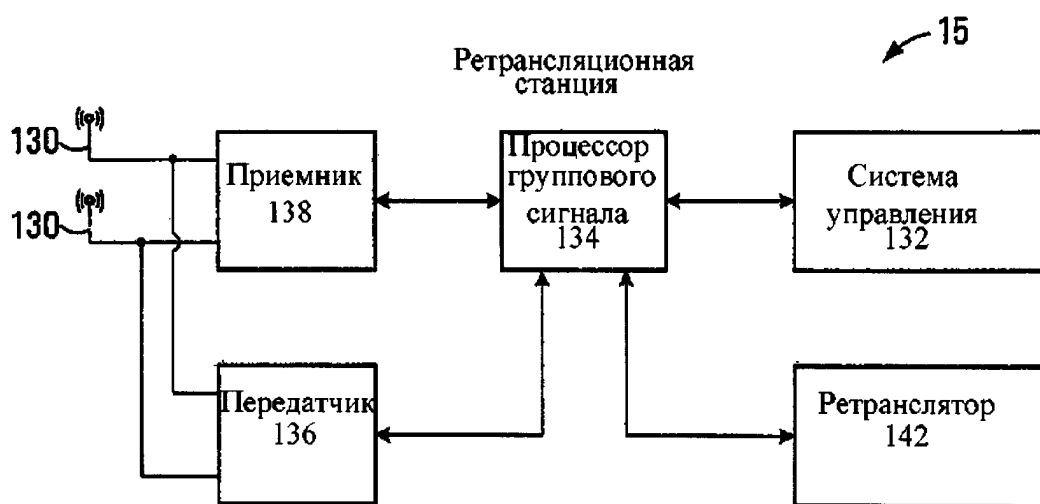 15
Ретрансляционная
станция
130
130
Приемник
138
Процессор
группового
сигнала
134
Система
управления
132
Передатчик
136
Ретранслятор
142